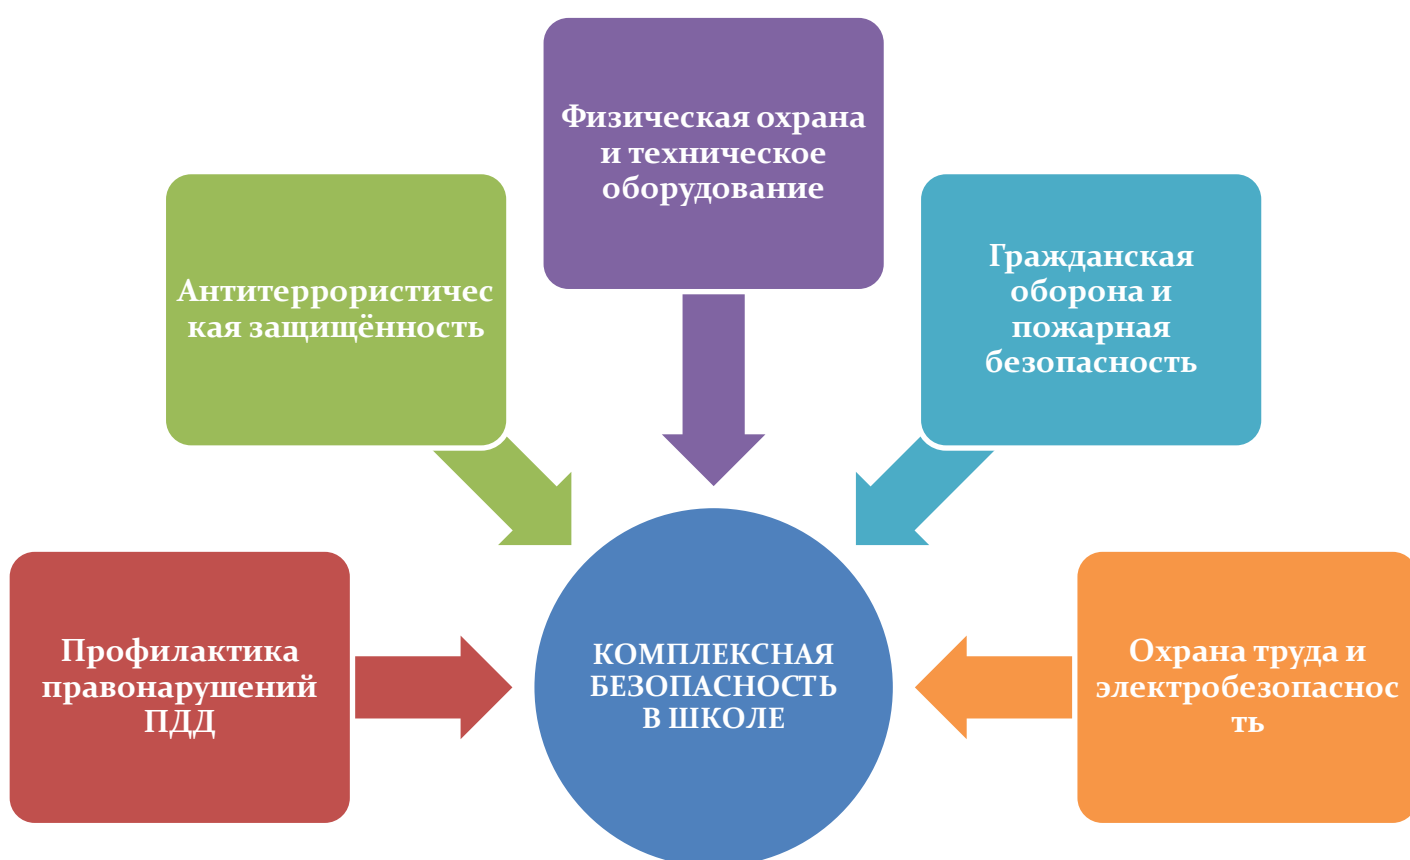 Физическая охрана
и техническое
оборудование
Антитеррористичес
кая защищённость
Гражданская
оборона и
пожарная
безопасность
Профилактика
правонарушений
ПДД
КОМПЛЕКСНАЯ
БЕЗОПАСНОСТЬ
В ШКОЛЕ
Охрана труда и
электробезопаснос
ть